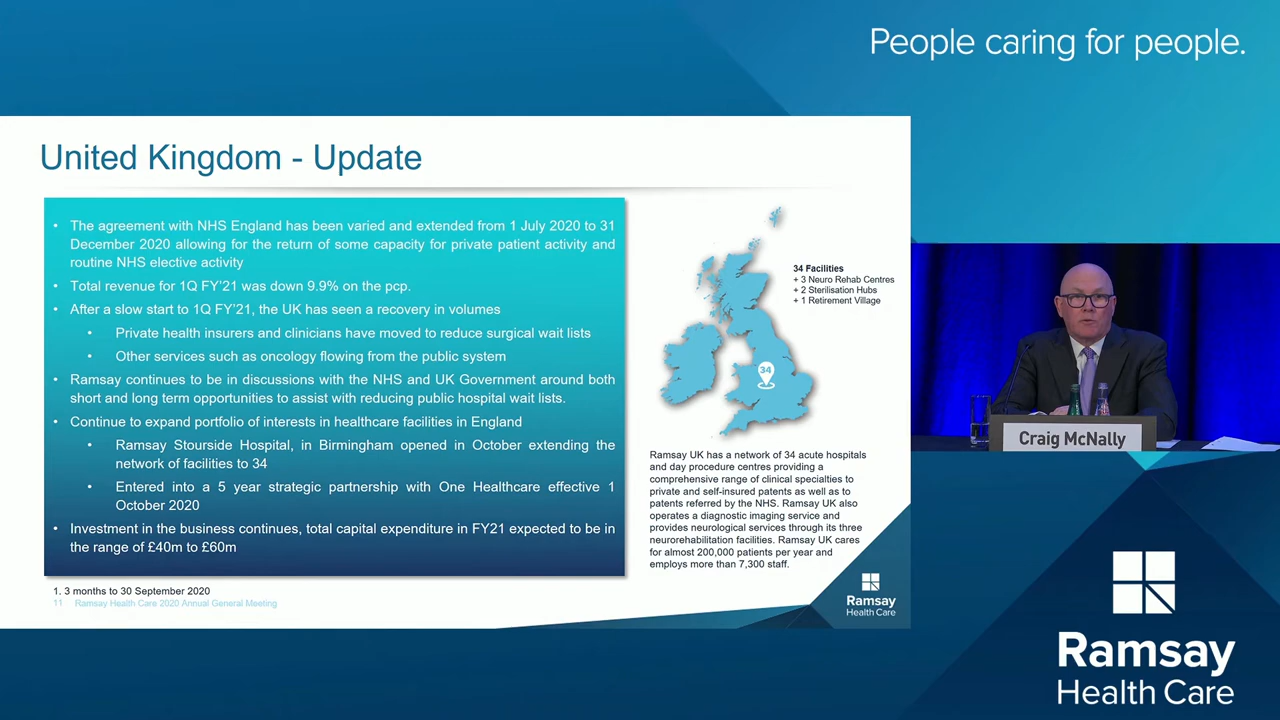 People caring for people.
United Kingdom - Update
• The agreement with NHS England has been varied and extended from 1 July 2020 to 31
December 2020 allowing for the return of some capacity for private patient activity and
routine NHS elective activity
• Total revenue for 1Q FY'21 was down 9.9% on the pcp.
• After a slow start to 1Q FY'21, the UK has seen a recovery in volumes
• Private health insurers and clinicians have moved to reduce surgical wait lists
• Other services such as oncology flowing from the public system
• Ramsay continues to be in discussions with the NHS and UK Government around both
short and long term opportunities to assist with reducing public hospital wait lists.
• Continue to expand portfolio of interests in healthcare facilities in England
• Ramsay Stourside Hospital, in Birmingham opened in October extending the
network of facilities to 34
• Entered into a 5 year strategic partnership with One Healthcare effective 1
October 2020
• Investment in the business continues, total capital expenditure in FY21 expected to be in
the range of £40m to £60m
34 Facilities
+ 3 Neuro Rehab Centres
+ 2 Sterilisation Hubs
+ 1 Retirement Village
34
Ramsay UK has a network of 34 acute hospitals
and day procedure centres providing a
comprehensive range of clinical specialties to
private and self-insured patents as well as to
patents referred by the NHS. Ramsay UK also
operates a diagnostic imaging service and
provides neurological services through its three
neurorehabilitation facilities. Ramsay UK cares
for almost 200,000 patients per year and
employs more than 7,300 staff.
1. 3 months to 30 September 2020
11 Ramsay Health Care 2020 Annual General Meeting
Ramsay
Health Care
Craig McNally
Ramsay
Health Care